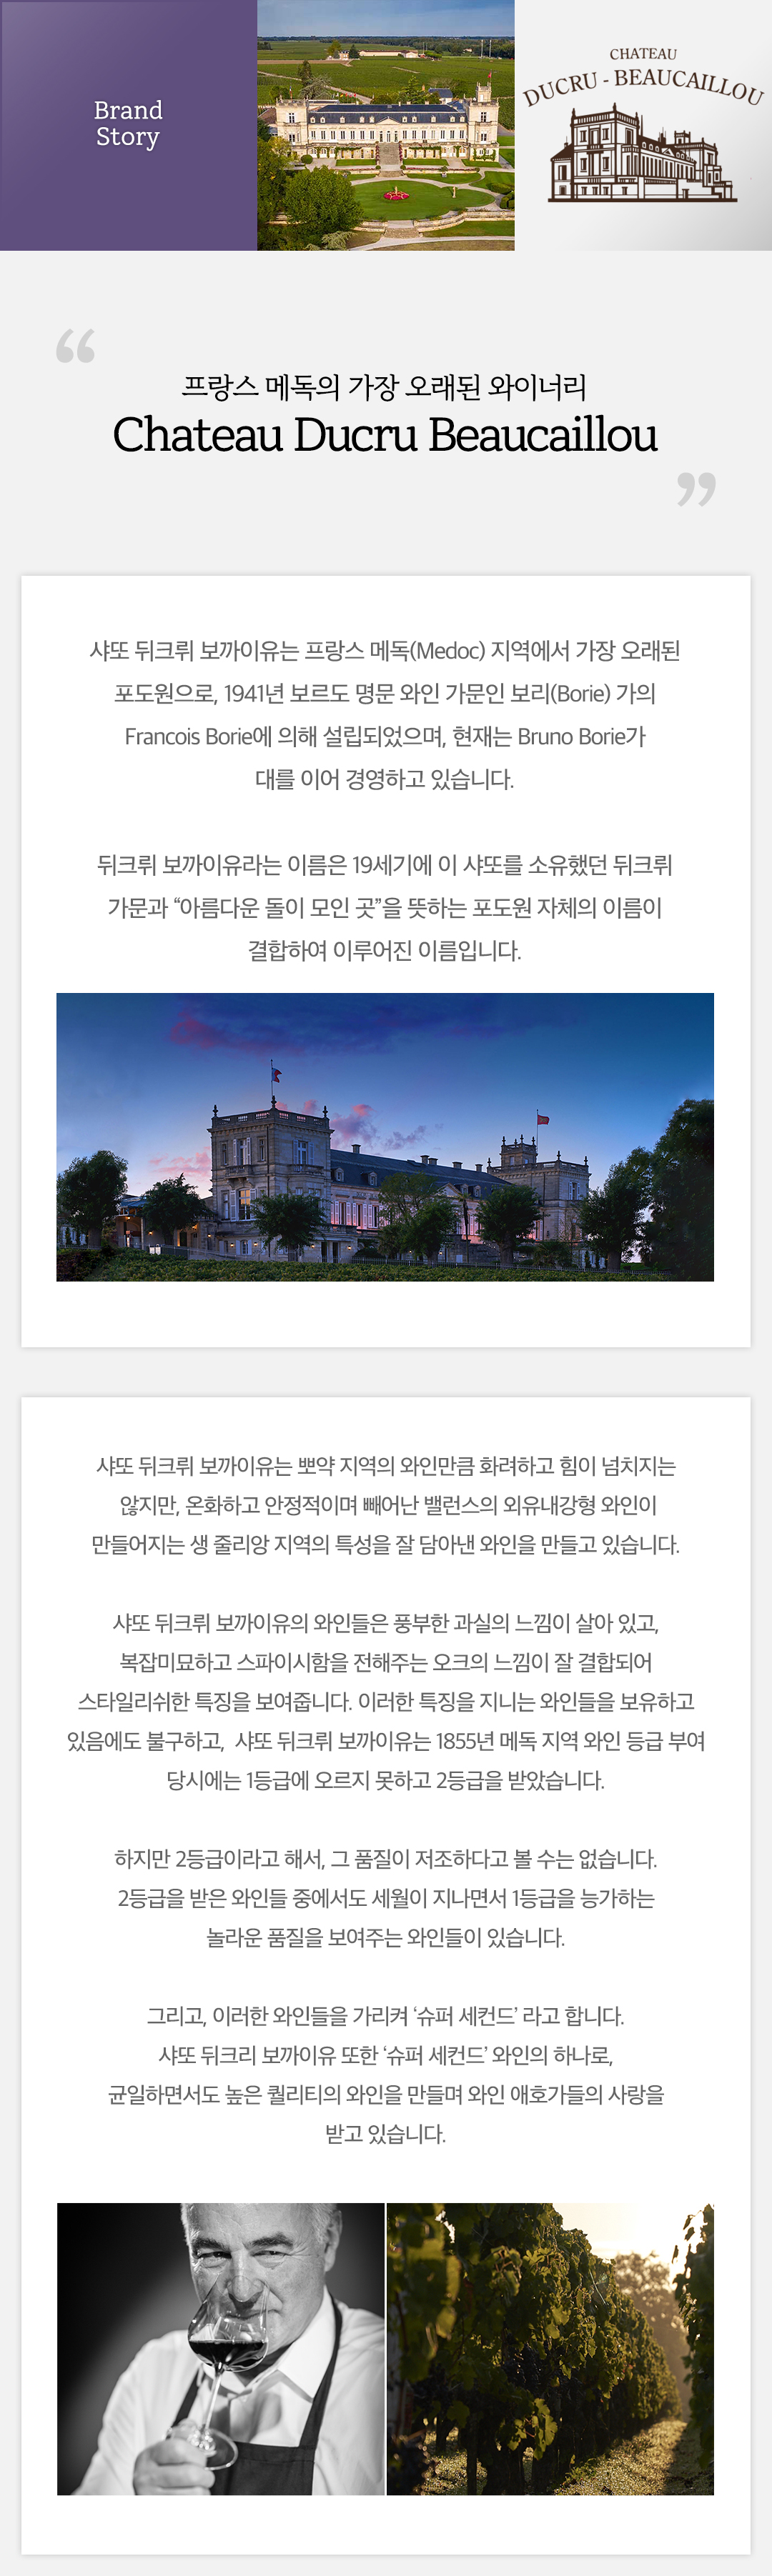 Brand
Story
CHATEAU
DUCRU - BEAUCAILLOU
“
프랑스 메독의 가장 오래된 와이너리
Chateau Ducru Beaucaillou
”
샤또 뒤크뤼 보까이유는 프랑스 메독(Medoc) 지역에서 가장 오래된
포도원으로, 1941년 보르도 명문 와인 가문인 보리(Borie) 가의
Francois Borie에 의해 설립되었으며, 현재는 Bruno Borie가
대를 이어 경영하고 있습니다.
뒤크뤼 보까이유라는 이름은 19세기에 이 샤또를 소유했던 뒤크뤼
가문과 “아름다운 돌이 모인 곳”을 뜻하는 포도원 자체의 이름이
결합하여 이루어진 이름입니다.
샤또 뒤크뤼 보까이유는 뽀약 지역의 와인만큼 화려하고 힘이 넘치지는
않지만, 온화하고 안정적이며 빼어난 밸런스의 외유내강형 와인이
만들어지는 생 줄리앙 지역의 특성을 잘 담아낸 와인을 만들고 있습니다.
샤또 뒤크뤼 보까이유의 와인들은 풍부한 과실의 느낌이 살아 있고,
복잡미묘하고 스파이시함을 전해주는 오크의 느낌이 잘 결합되어
스타일리쉬한 특징을 보여줍니다. 이러한 특징을 지니는 와인들을 보유하고
있음에도 불구하고,  샤또 뒤크뤼 보까이유는 1855년 메독 지역 와인 등급 부여
당시에는 1등급에 오르지 못하고 2등급을 받았습니다.
하지만 2등급이라고 해서, 그 품질이 저조하다고 볼 수는 없습니다.
2등급을 받은 와인들 중에서도 세월이 지나면서 1등급을 능가하는
놀라운 품질을 보여주는 와인들이 있습니다.
그리고, 이러한 와인들을 가리켜 ‘슈퍼 세컨드’ 라고 합니다.
샤또 뒤크리 보까이유 또한 ‘슈퍼 세컨드’ 와인의 하나로,
균일하면서도 높은 퀄리티의 와인을 만들며 와인 애호가들의 사랑을
받고 있습니다.